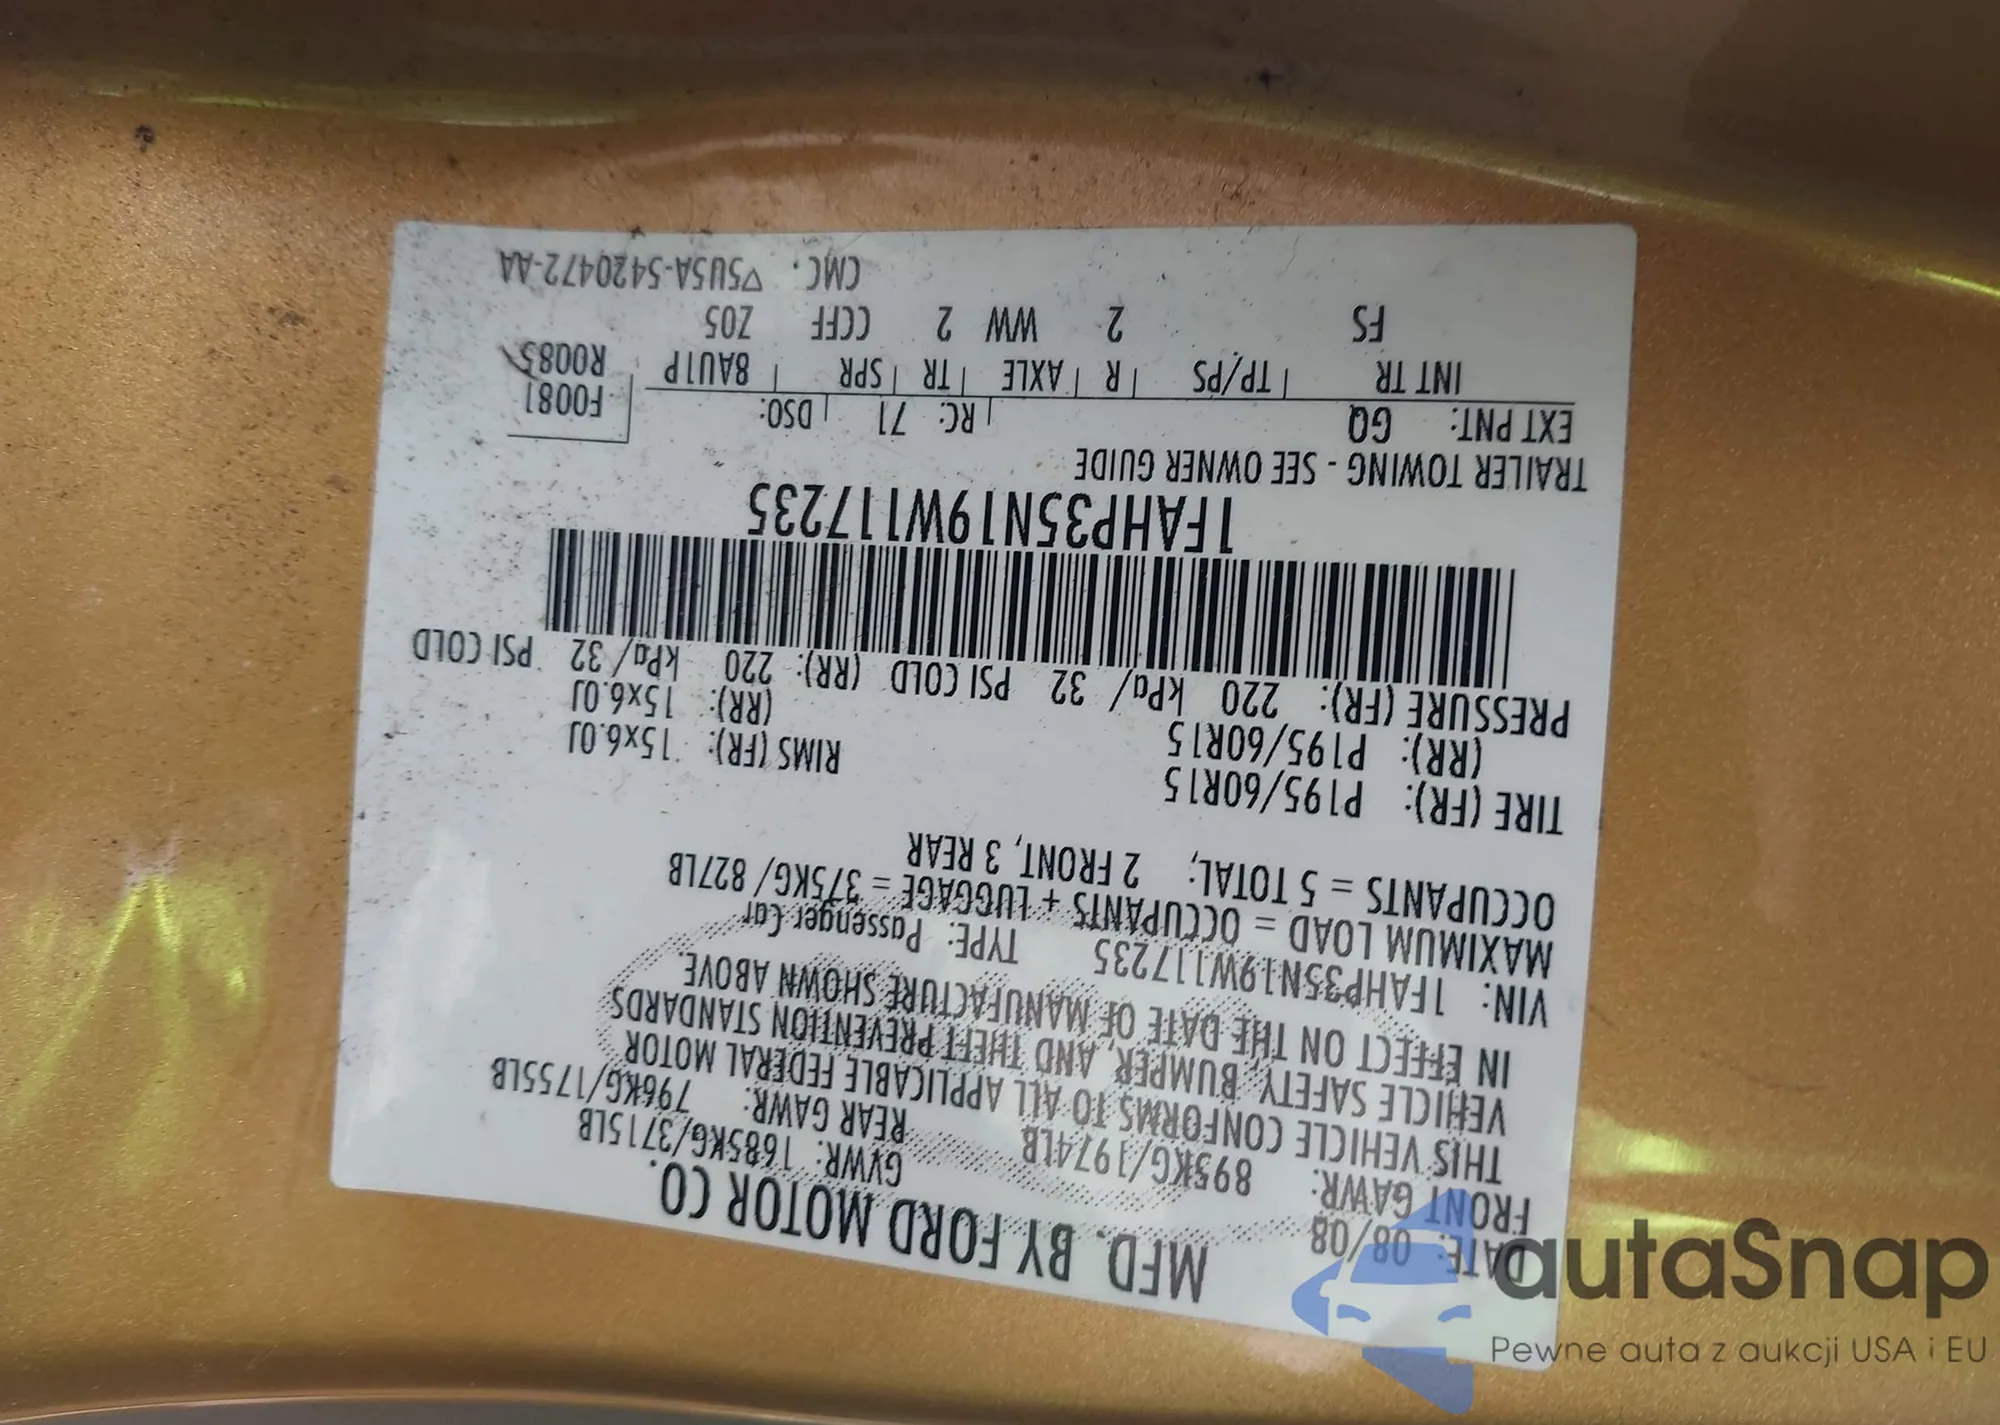 MFD. BY FORD MOTOR CO.
DATE: 08/08 GVWR: 1685KG/3715LB
FRONT GAWR: 895KG/1974LB REAR GAWR: 796KG/1755LB
THIS VEHICLE CONFORMS TO ALL APPLICABLE FEDERAL MOTOR
VEHICLE SAFETY, BUMPER, AND THEFT PREVENTION STANDARDS
IN EFFECT ON THE DATE OF MANUFACTURE SHOWN ABOVE.
VIN: 1FAHP35N19W117235 TYPE: Passenger Car
MAXIMUM LOAD = OCCUPANTS + LUGGAGE = 375KG/ 827LB
OCCUPANTS = 5 TOTAL; 2 FRONT, 3 REAR
TIRE (FR): P195/60R15 RIMS (FR): 15x6.0J
(RR): P195/60R15 (RR): 15x6.0J
PRESSURE (FR): 220 kPa/ 32 PSI COLD (RR): 220 kPa/ 32 PSI COLD
1FAHP35N19W117235
TRAILER TOWING - SEE OWNER GUIDE
EXT PNT: GQ RC: 71 DSO: F0081
R0085
INT TR TP/PS R AXLE TR SPR 8AU1P
FS 2 WW 2 CCFF Z05
CMC. ▽5U5A-5420472-AA
autaSnap
Pewne auta z aukcji USA i EU